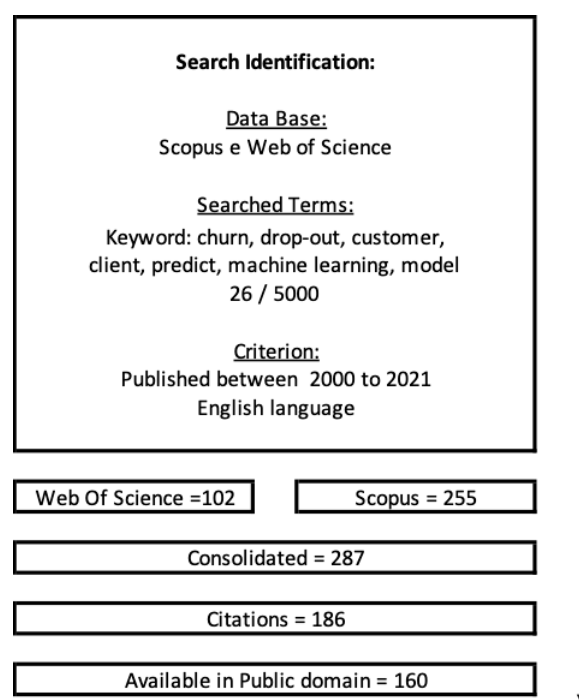 Search Identification:
Data Base:
Scopus e Web of Science
Searched Terms:
Keyword: churn, drop-out, customer,
client, predict, machine learning, model
26 / 5000
Criterion:
Published between  2000 to 2021
English language
Web Of Science =102
Scopus = 255
Consolidated = 287
Citations = 186
Available in Public domain = 160